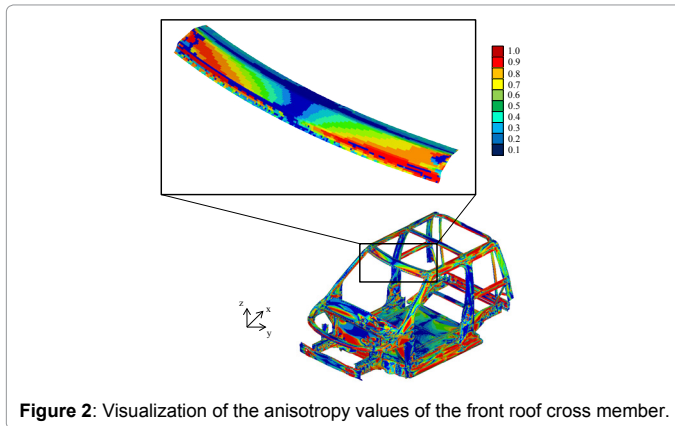 1.0
0.9
0.8
0.7
0.6
0.5
0.4
0.3
0.2
0.1
z
x
y
Figure 2: Visualization of the anisotropy values of the front roof cross member.